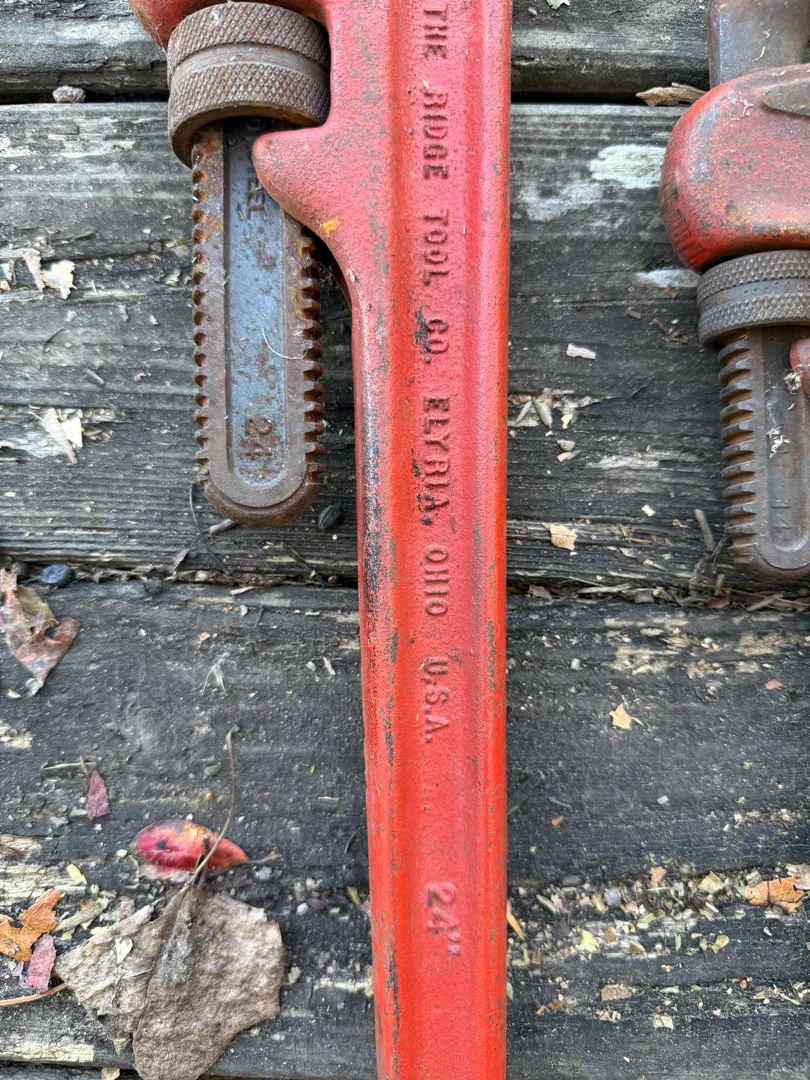 THE RIDGE TOOL CO. ELYRIA, OHIO U.S.A. 24"
24